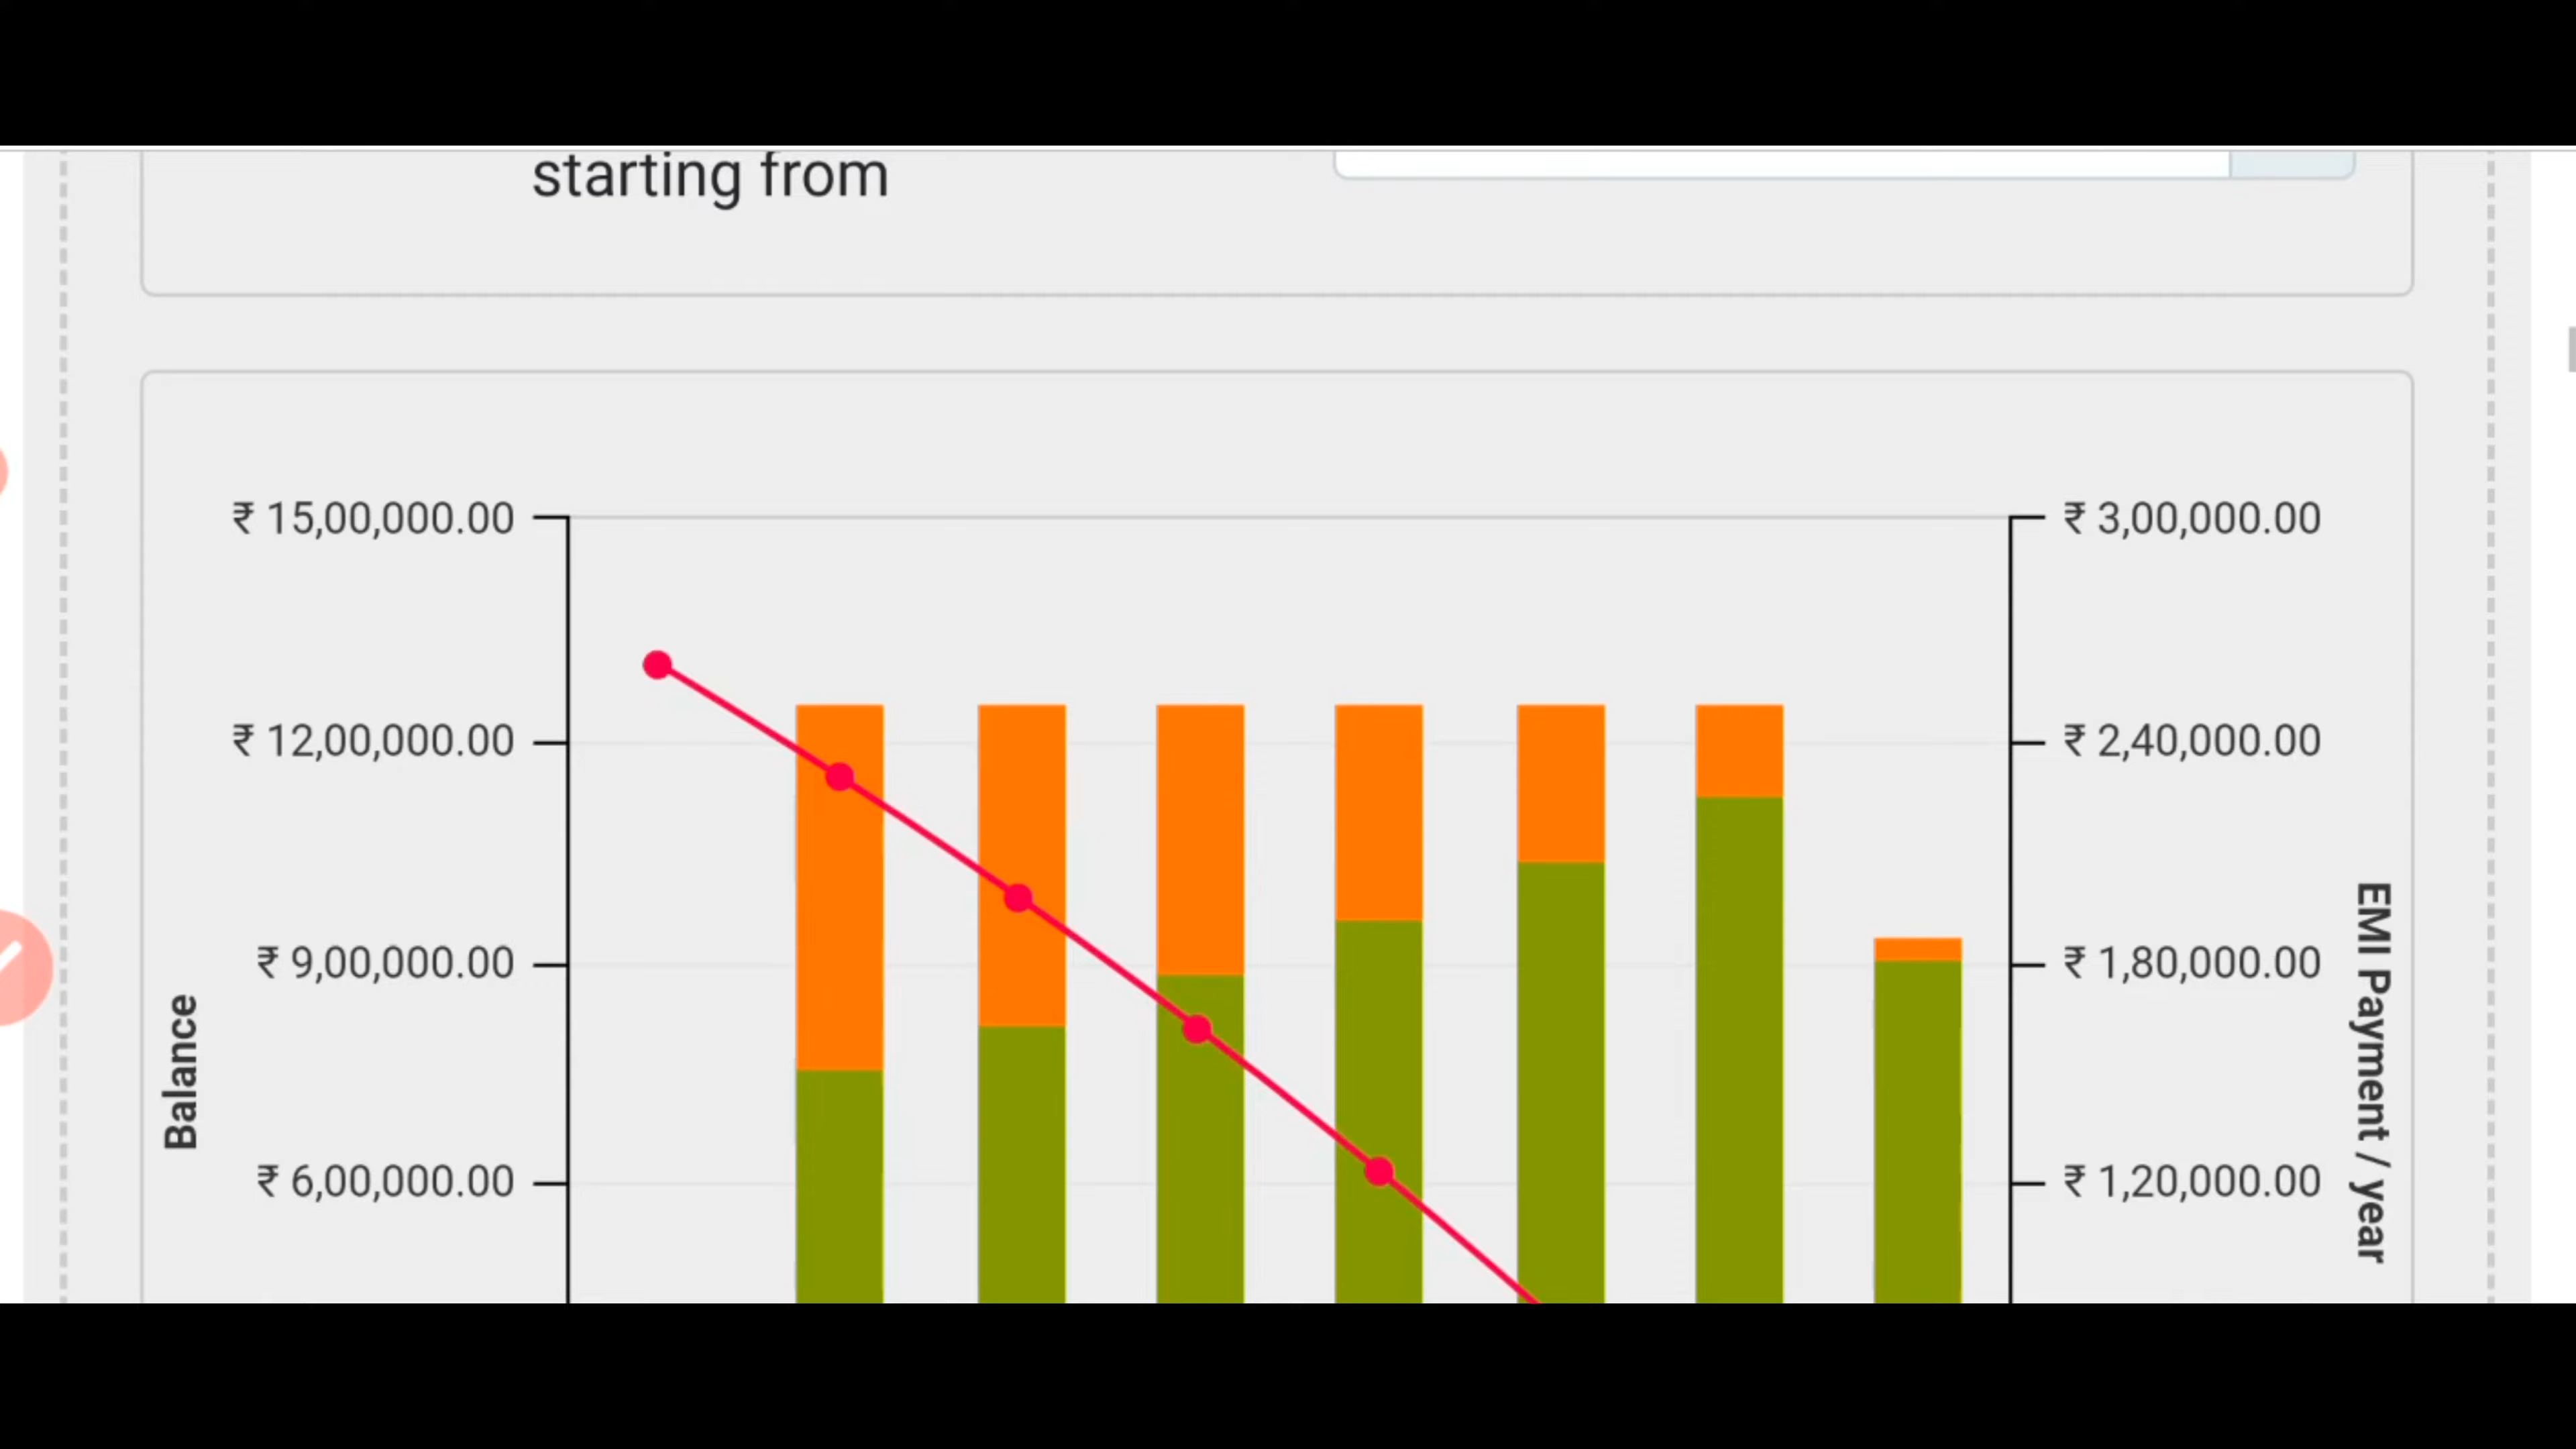 starting from
₹ 15,00,000.00
₹ 3,00,000.00
₹ 12,00,000.00
₹ 2,40,000.00
₹ 9,00,000.00
₹ 1,80,000.00
₹ 6,00,000.00
₹ 1,20,000.00
Balance
EMI Payment / year